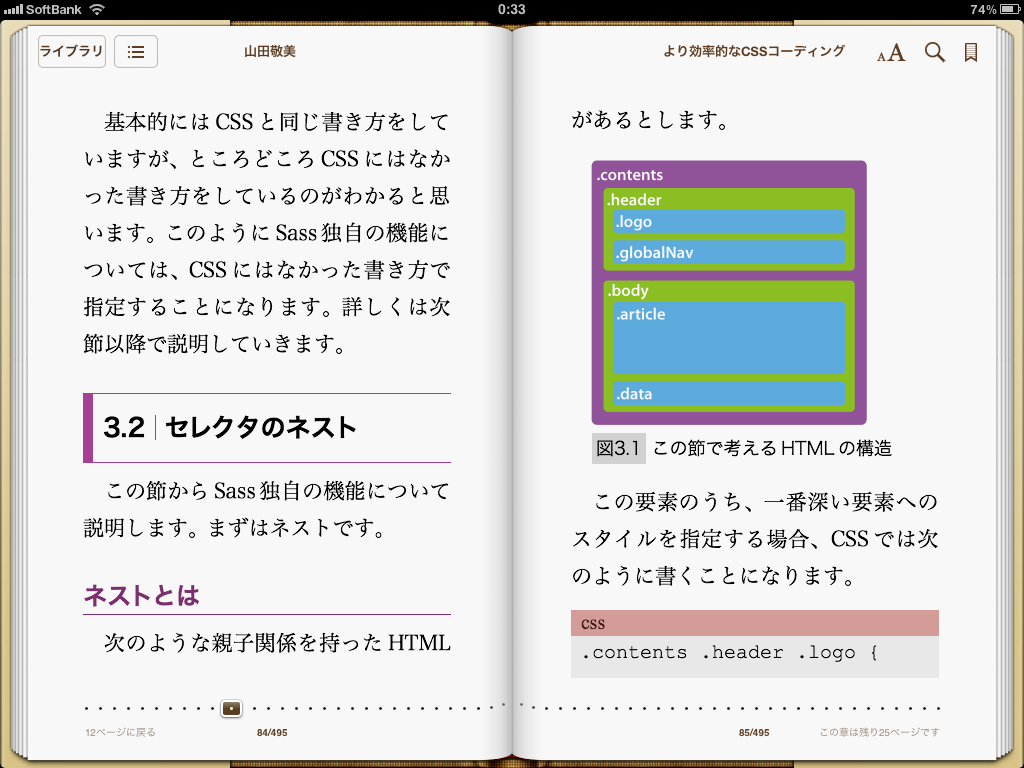 SoftBank 0:33 74%
ライブラリ 山田敬美 より効率的なCSSコーディング AA
基本的には CSS と同じ書き方をして
いますが、ところどころ CSS にはなか
った書き方をしているのがわかると思
います。このように Sass 独自の機能に
ついては、CSS にはなかった書き方で
指定することになります。詳しくは次
節以降で説明していきます。
3.2 セレクタのネスト
この節から Sass 独自の機能について
説明します。まずはネストです。
ネストとは
次のような親子関係を持った HTML
12ページに戻る 84/495
があるとします。
.contents
.header
.logo
.globalNav
.body
.article
.data
図3.1 この節で考える HTML の構造
この要素のうち、一番深い要素への
スタイルを指定する場合、CSS では次
のように書くことになります。
css
.contents .header .logo {
85/495 この章は残り25ページです